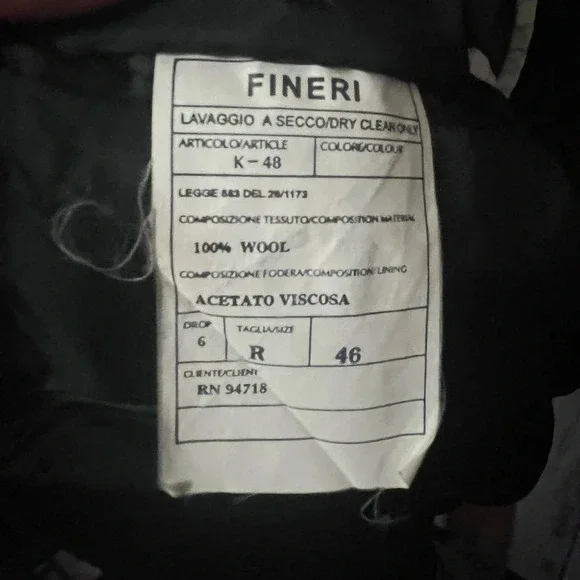 FINERI
LAVAGGIO A SECCO/DRY CLEAR ONLY
ARTICOLO/ARTICLE COLORE/COLOUR
K-48
LEGGE 883 DEL 26/1173
COMPOSIZIONE TESSUTO/COMPOSITION MATERIAL
100% WOOL
COMPOSIZIONE FODERA/COMPOSITION LINING
ACETATO VISCOSA
DROP TAGLIA/SIZE
6 R 46
CLIENTE/CLIENT
RN 94718